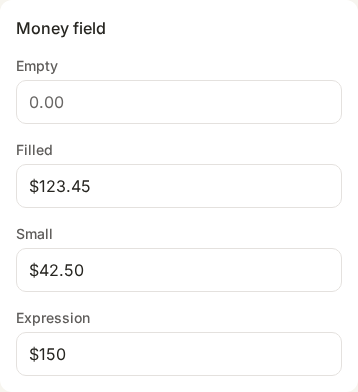 Money field
Empty
0.00
Filled
$123.45
Small
$42.50
Expression
$150